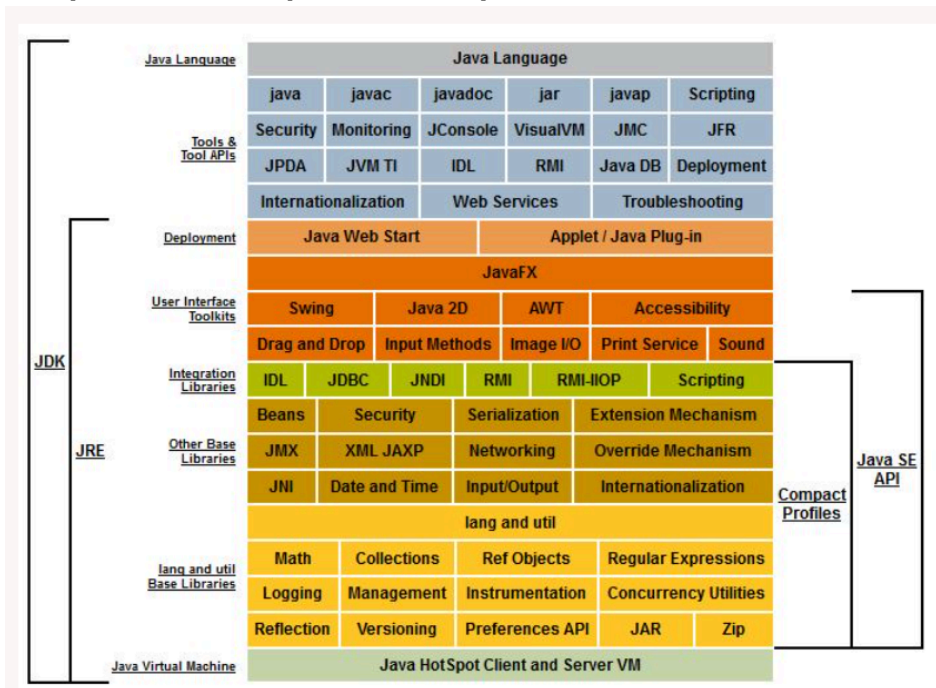 Java Language Java Language
java javac javadoc jar javap Scripting
Security Monitoring JConsole VisualVM JMC JFR
Tools &
Tool APIs
JPDA JVM TI IDL RMI Java DB Deployment
Internationalization Web Services Troubleshooting
Deployment Java Web Start Applet / Java Plug-in
JavaFX
User Interface
Toolkits
Swing Java 2D AWT Accessibility
Drag and Drop Input Methods Image I/O Print Service Sound
JDK
Integration
Libraries
IDL JDBC JNDI RMI RMI-IIOP Scripting
Beans Security Serialization Extension Mechanism
JRE
Other Base
Libraries
JMX XML JAXP Networking Override Mechanism
Java SE
API
JNI Date and Time Input/Output Internationalization
Compact
Profiles
lang and util
Math Collections Ref Objects Regular Expressions
lang and util
Base Libraries
Logging Management Instrumentation Concurrency Utilities
Reflection Versioning Preferences API JAR Zip
Java Virtual Machine Java HotSpot Client and Server VM